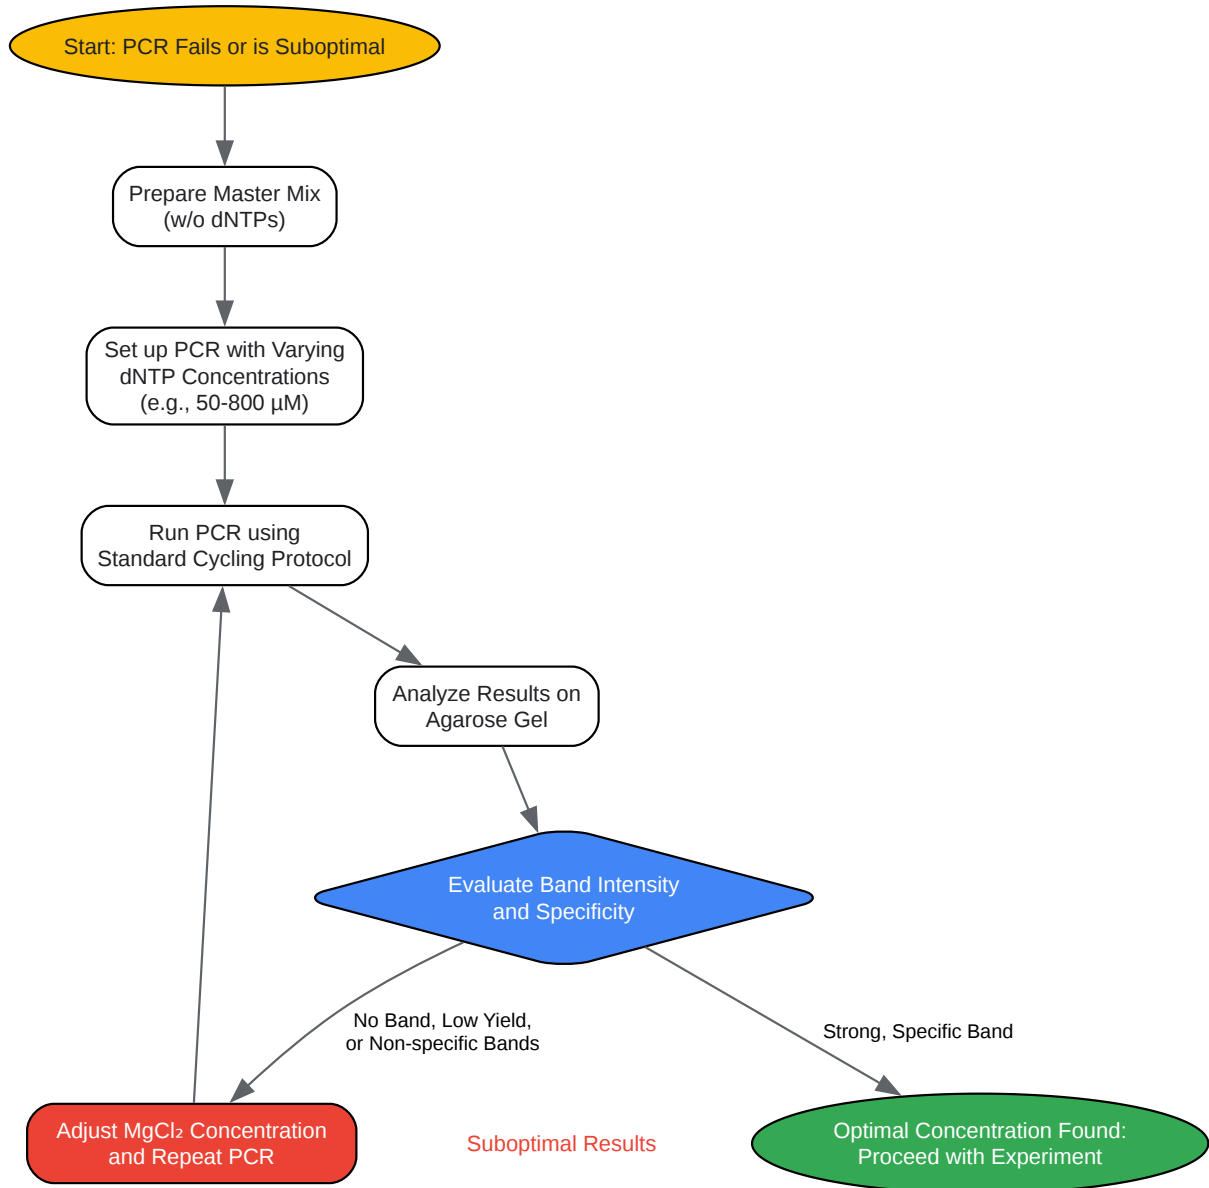 Start: PCR Fails or is Suboptimal
Prepare Master Mix
(w/o dNTPs)
Set up PCR with Varying
dNTP Concentrations
(e.g., 50-800 µM)
Run PCR using
Standard Cycling Protocol
Analyze Results on
Agarose Gel
Evaluate Band Intensity
and Specificity
No Band, Low Yield,
or Non-specific Bands
Strong, Specific Band
Adjust MgCl₂ Concentration
and Repeat PCR
Suboptimal Results
Optimal Concentration Found:
Proceed with Experiment